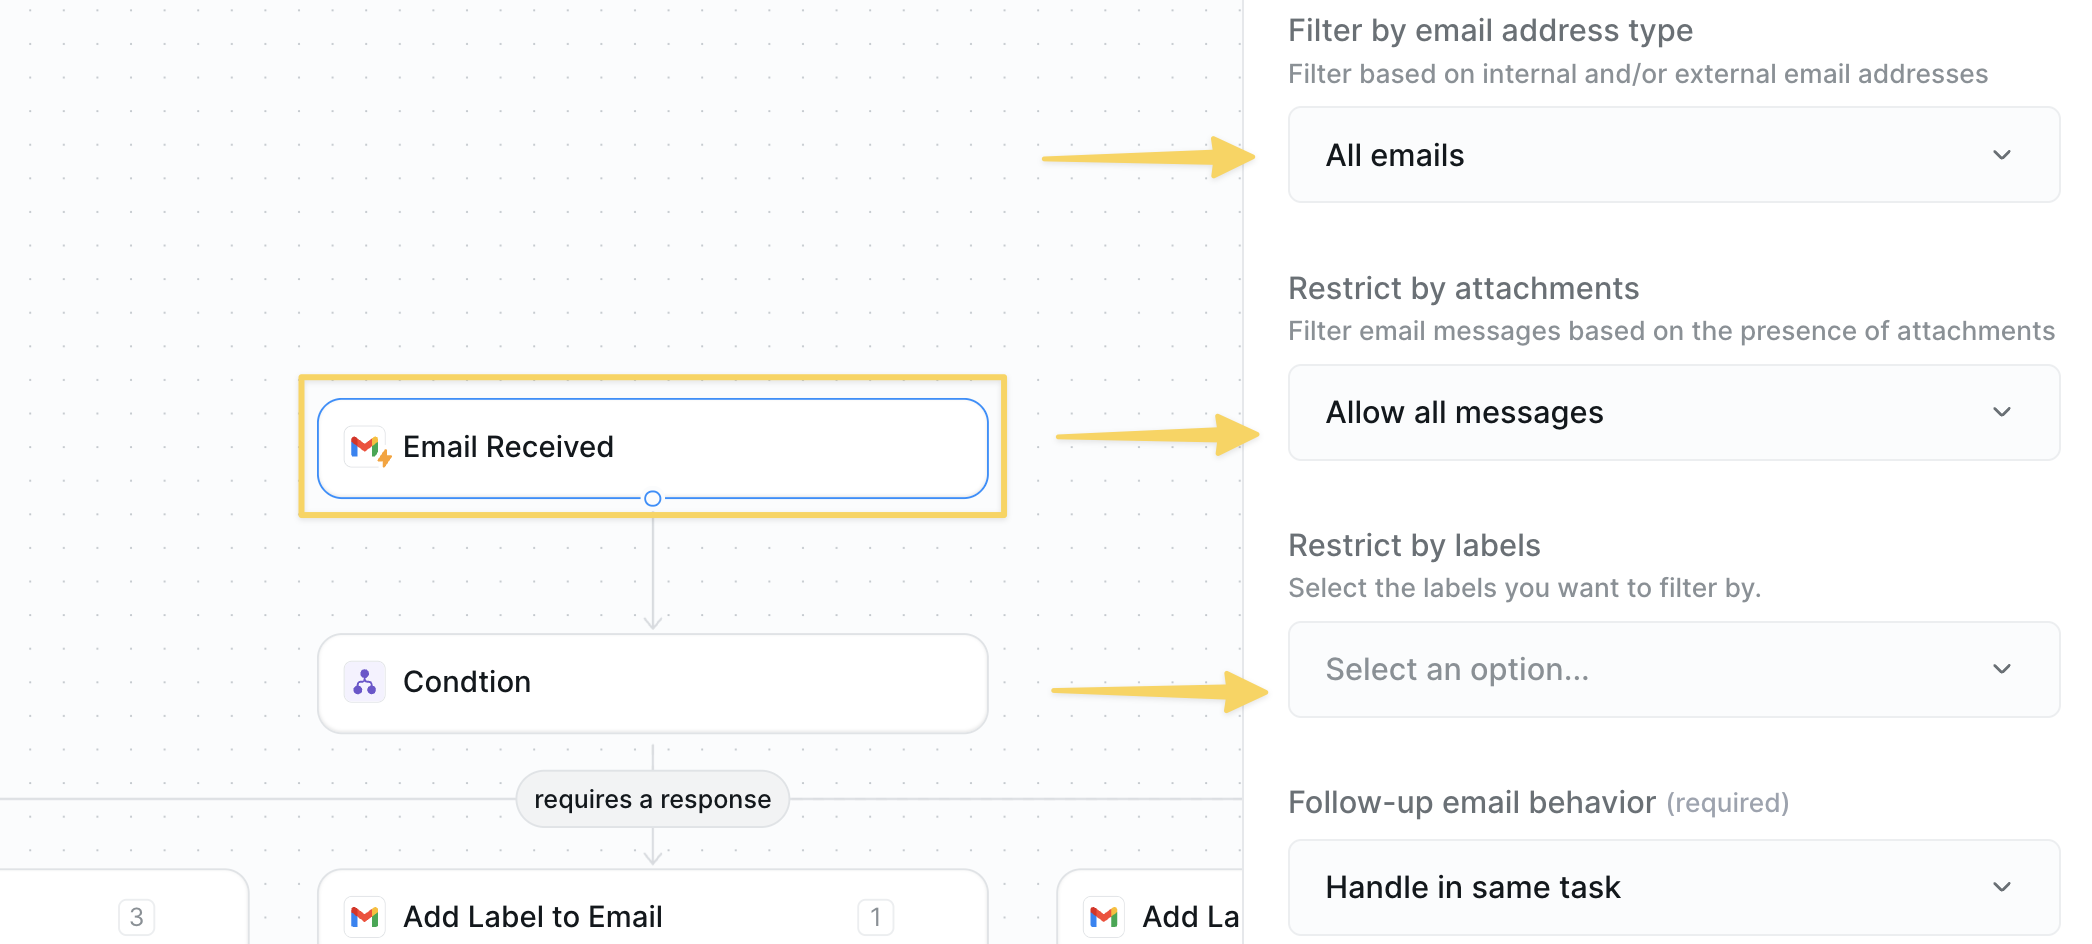 Filter by email address type
Filter based on internal and/or external email addresses
All emails
Restrict by attachments
Filter email messages based on the presence of attachments
Allow all messages
Email Received
Restrict by labels
Select the labels you want to filter by.
Select an option...
Condtion
requires a response
Follow-up email behavior (required)
Handle in same task
3
Add Label to Email
1
Add La